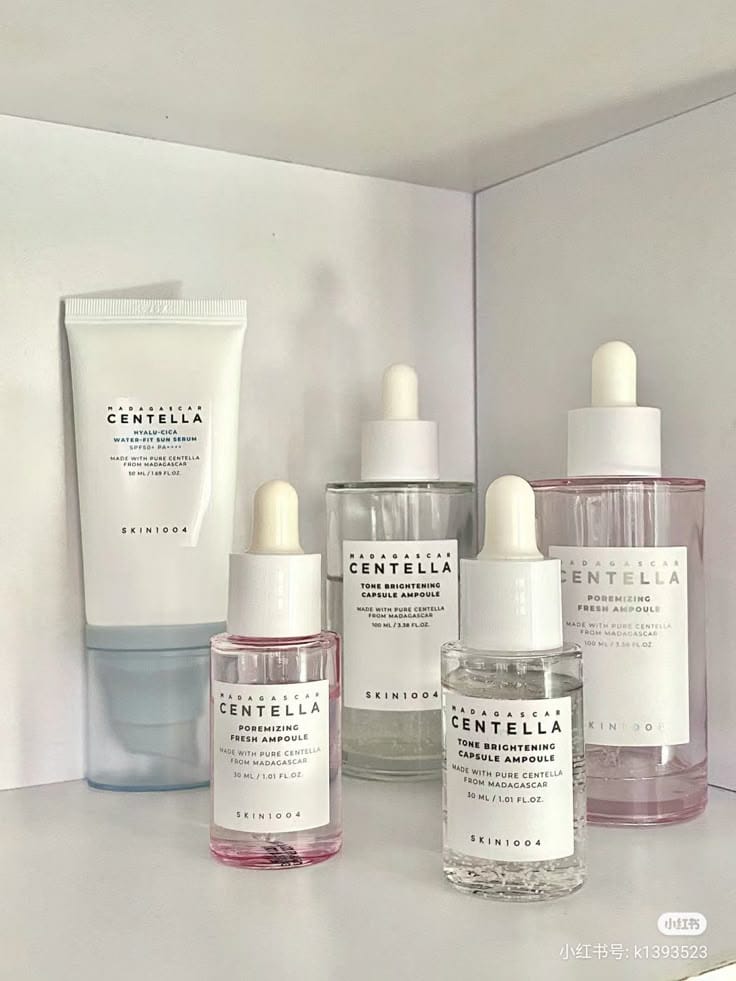 MADAGASCAR
CENTELLA
HYALU-CICA
WATER-FIT SUN SERUM
SPF50+ PA++++
MADE WITH PURE CENTELLA
FROM MADAGASCAR
50 ML / 1.69 FL.OZ.
SKIN1004
MADAGASCAR
CENTELLA
TONE BRIGHTENING
CAPSULE AMPOULE
MADE WITH PURE CENTELLA
FROM MADAGASCAR
100 ML / 3.38 FL.OZ.
SKIN1004
MADAGASCAR
CENTELLA
POREMIZING
FRESH AMPOULE
MADE WITH PURE CENTELLA
FROM MADAGASCAR
100 ML / 3.38 FL.OZ.
SKIN1004
MADAGASCAR
CENTELLA
POREMIZING
FRESH AMPOULE
MADE WITH PURE CENTELLA
FROM MADAGASCAR
30 ML / 1.01 FL.OZ.
SKIN1004
MADAGASCAR
CENTELLA
TONE BRIGHTENING
CAPSULE AMPOULE
MADE WITH PURE CENTELLA
FROM MADAGASCAR
30 ML / 1.01 FL.OZ.
SKIN1004
小红书
小红书号: k1393523